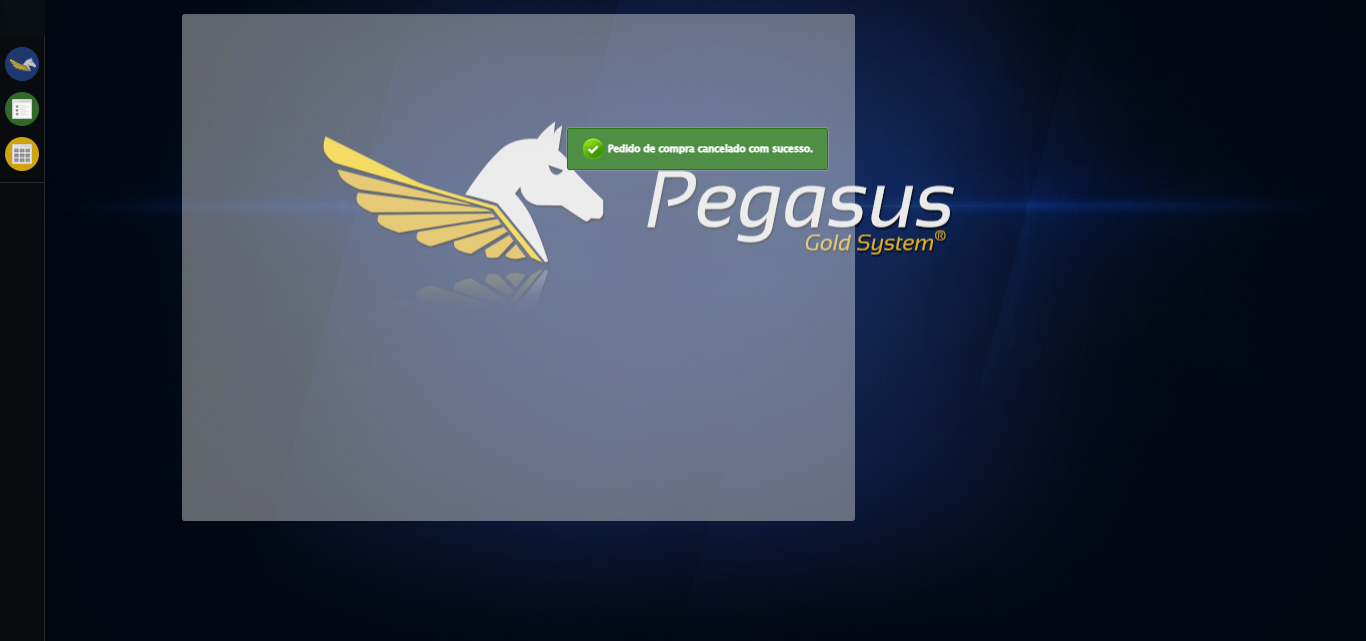 Pedido de compra cancelado com sucesso.
Pegasus
Gold System®